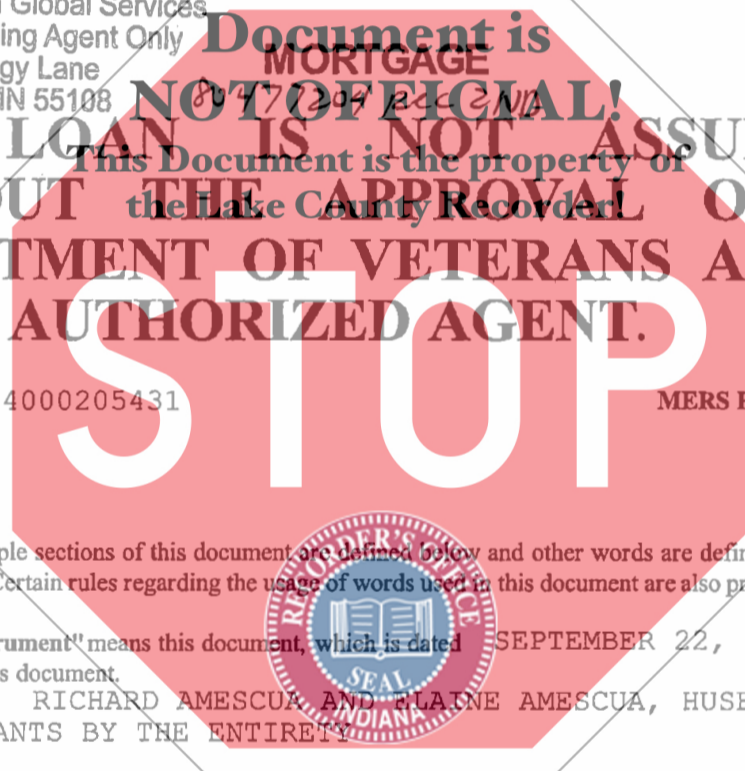 Global Services
ing Agent Only
gy Lane
IN 55108
Document is
MORTGAGE
NOT OFFICIAL!
LOAN IS NOT ASSU
This Document is the property of
UT THE APPROVAL O
the Lake County Recorder!
TMENT OF VETERANS A
AUTHORIZED AGENT.
STOP
4000205431
MERS
ple sections of this document are defined below and other words are defin
Certain rules regarding the usage of words used in this document are also pr
rument" means this document, which is dated SEPTEMBER 22,
s document.
RICHARD AMESCUA AND ELAINE AMESCUA, HUSB
ANTS BY THE ENTIRETY
RECORDER'S OFFICE
SEAL
INDIANA